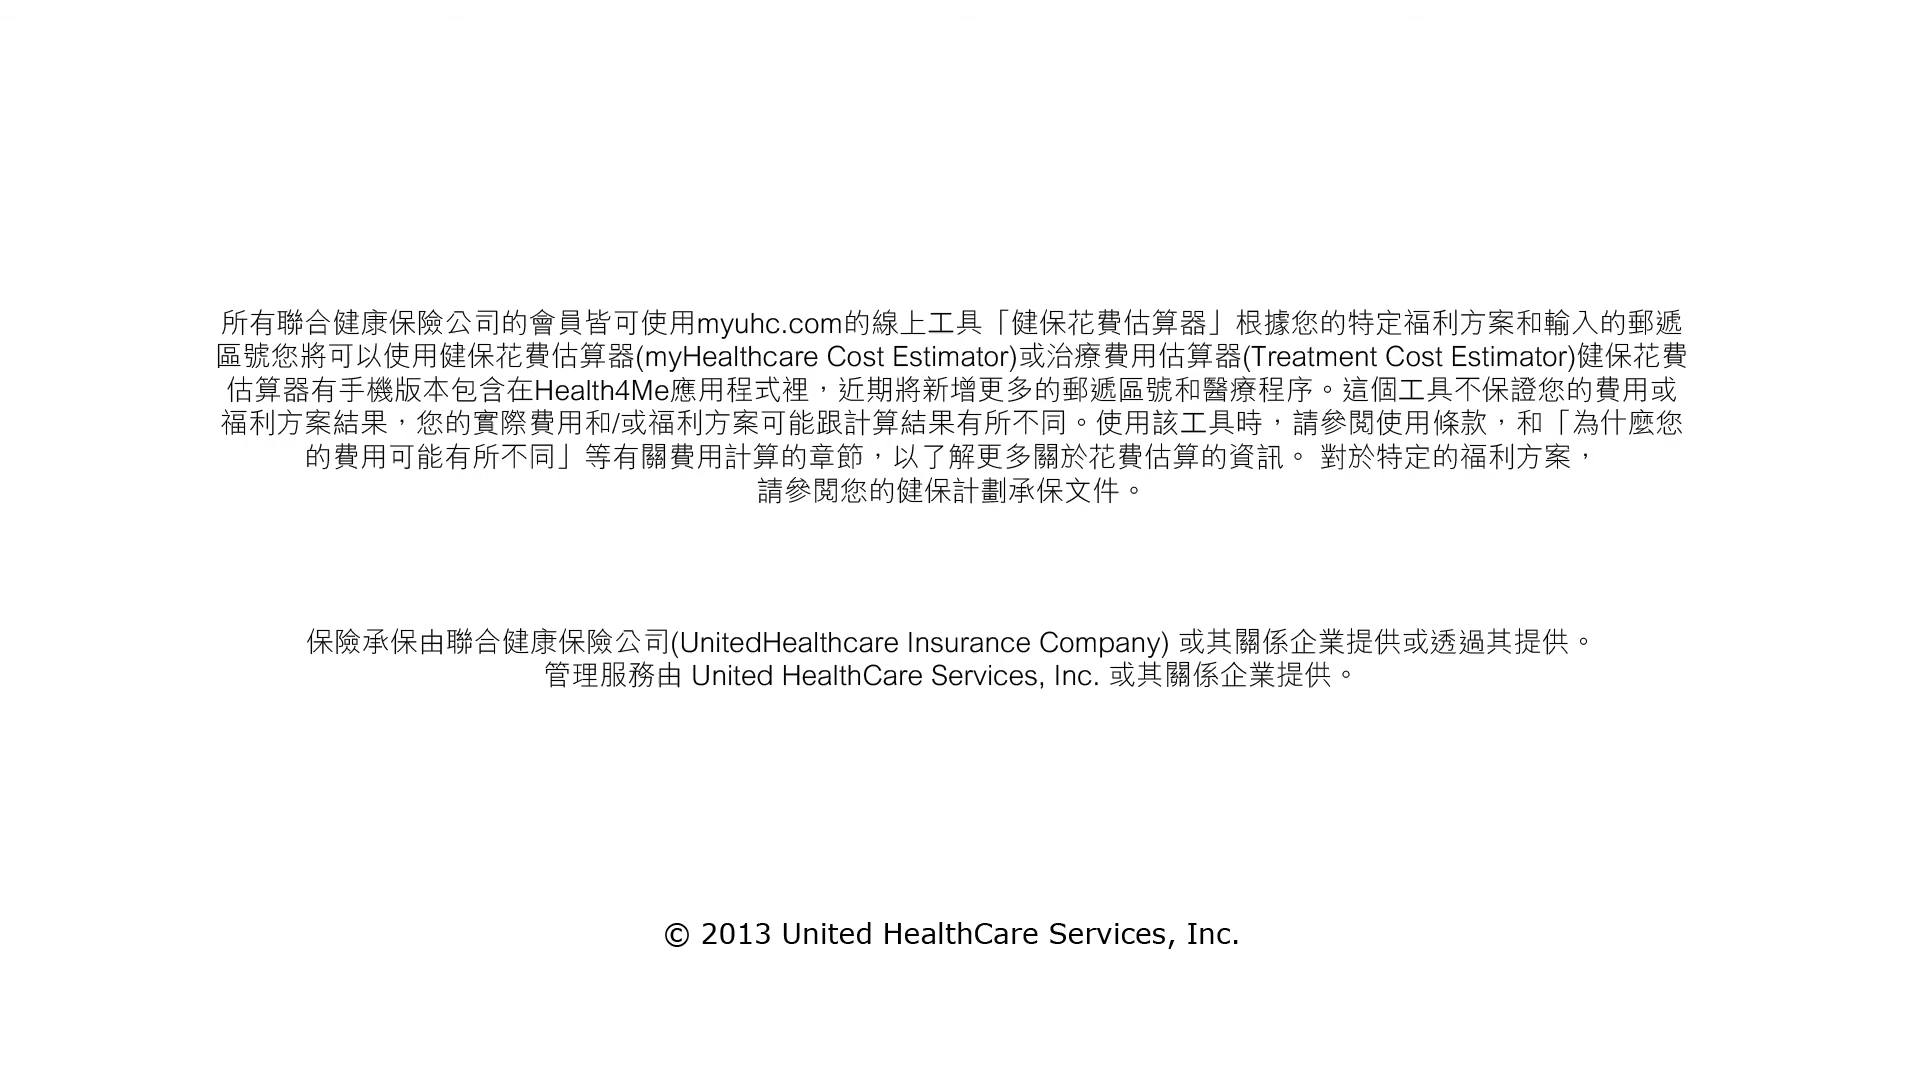 所有聯合健康保險公司的會員皆可使用myuhc.com的線上工具「健保花費估算器」根據您的特定福利方案和輸入的郵遞
區號您將可以使用健保花費估算器(myHealthcare Cost Estimator)或治療費用估算器(Treatment Cost Estimator)健保花費
估算器有手機版本包含在Health4Me應用程式裡，近期將新增更多的郵遞區號和醫療程序。這個工具不保證您的費用或
福利方案結果，您的實際費用和/或福利方案可能跟計算結果有所不同。使用該工具時，請參閱使用條款，和「為什麼您
的費用可能有所不同」等有關費用計算的章節，以了解更多關於花費估算的資訊。 對於特定的福利方案，
請參閱您的健保計劃承保文件。
保險承保由聯合健康保險公司(UnitedHealthcare Insurance Company) 或其關係企業提供或透過其提供。
管理服務由 United HealthCare Services, Inc. 或其關係企業提供。
© 2013 United HealthCare Services, Inc.